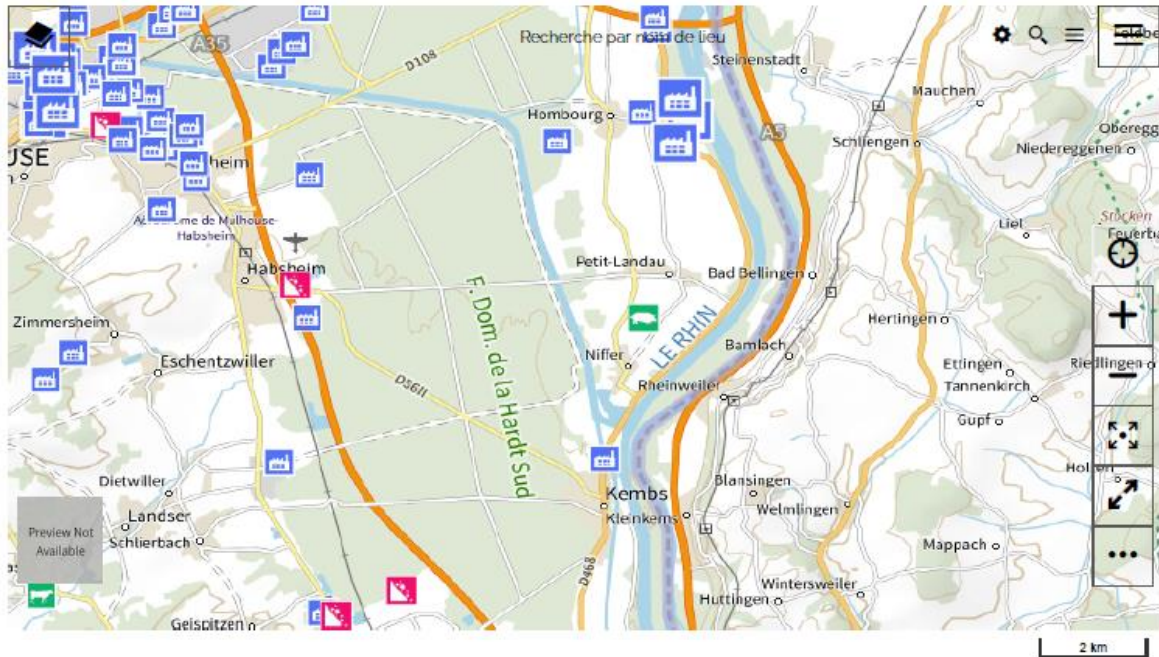 A35
D108
Recherche par nom de lieu
Steinenstadt
Mauchen
Hombourg
A5
Schliengen
Niedereggenen
USE
Aérodrome de Mulhouse-
Habsheim
Liel
Stocken
Habsheim
Petit-Landau
Bad Bellingen
F. Dom. de la Hardt Sud
LE RHIN
Zimmersheim
Hertingen
Niffer
Bamlach
Eschentzwiller
Ettingen
Riedlingen
D56II
Rheinweiler
Tannenkirch
Gupf
Dietwiller
Kembs
Blansingen
Landser
Kleinkems
Welmlingen
Preview Not
Available
Schlierbach
Mappach
D468
Wintersweiler
Huttingen
Geispitzen
2 km